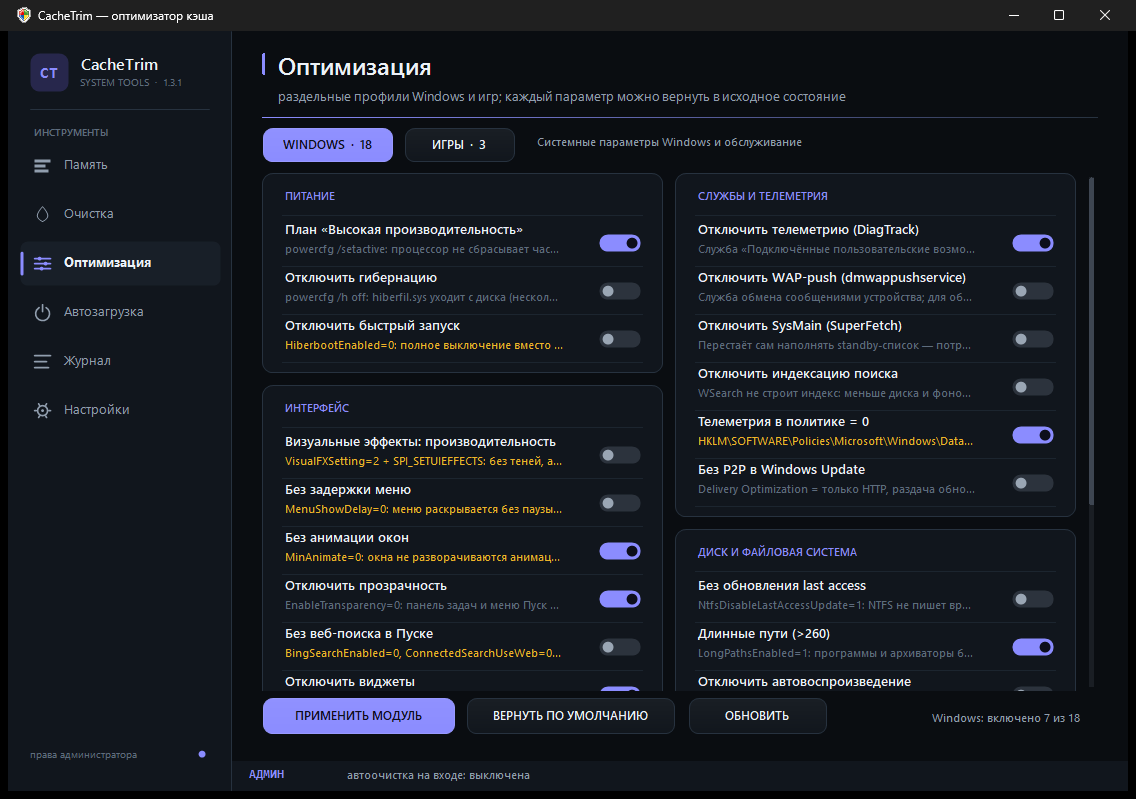 CacheTrim — оптимизатор кэша
CT
CacheTrim
SYSTEM TOOLS · 1.3.1
ИНСТРУМЕНТЫ
Память
Очистка
Оптимизация
Автозагрузка
Журнал
Настройки
права администратора
Оптимизация
раздельные профили Windows и игр; каждый параметр можно вернуть в исходное состояние
WINDOWS · 18
ИГРЫ · 3
Системные параметры Windows и обслуживание
ПИТАНИЕ
План «Высокая производительность»
powercfg /setactive: процессор не сбрасывает час...
Отключить гибернацию
powercfg /h off: hiberfil.sys уходит с диска (нескол...
Отключить быстрый запуск
HiberbootEnabled=0: полное выключение вместо ...
ИНТЕРФЕЙС
Визуальные эффекты: производительность
VisualFXSetting=2 + SPI_SETUIEFFECTS: без теней, а...
Без задержки меню
MenuShowDelay=0: меню раскрывается без паузы...
Без анимации окон
MinAnimate=0: окна не разворачиваются анимац...
Отключить прозрачность
EnableTransparency=0: панель задач и меню Пуск ...
Без веб-поиска в Пуске
BingSearchEnabled=0, ConnectedSearchUseWeb=0...
Отключить виджеты
СЛУЖБЫ И ТЕЛЕМЕТРИЯ
Отключить телеметрию (DiagTrack)
Служба «Подключённые пользовательские возмо...
Отключить WAP-push (dmwappushservice)
Служба обмена сообщениями устройства; для об...
Отключить SysMain (SuperFetch)
Перестаёт сам наполнять standby-список — потр...
Отключить индексацию поиска
WSearch не строит индекс: меньше диска и фоно...
Телеметрия в политике = 0
HKLM\SOFTWARE\Policies\Microsoft\Windows\Data...
Без P2P в Windows Update
Delivery Optimization = только HTTP, раздача обно...
ДИСК И ФАЙЛОВАЯ СИСТЕМА
Без обновления last access
NtfsDisableLastAccessUpdate=1: NTFS не пишет вр...
Длинные пути (>260)
LongPathsEnabled=1: программы и архиваторы б...
Отключить автовоспроизведение
ПРИМЕНИТЬ МОДУЛЬ
ВЕРНУТЬ ПО УМОЛЧАНИЮ
ОБНОВИТЬ
Windows: включено 7 из 18
АДМИН
автоочистка на входе: выключена